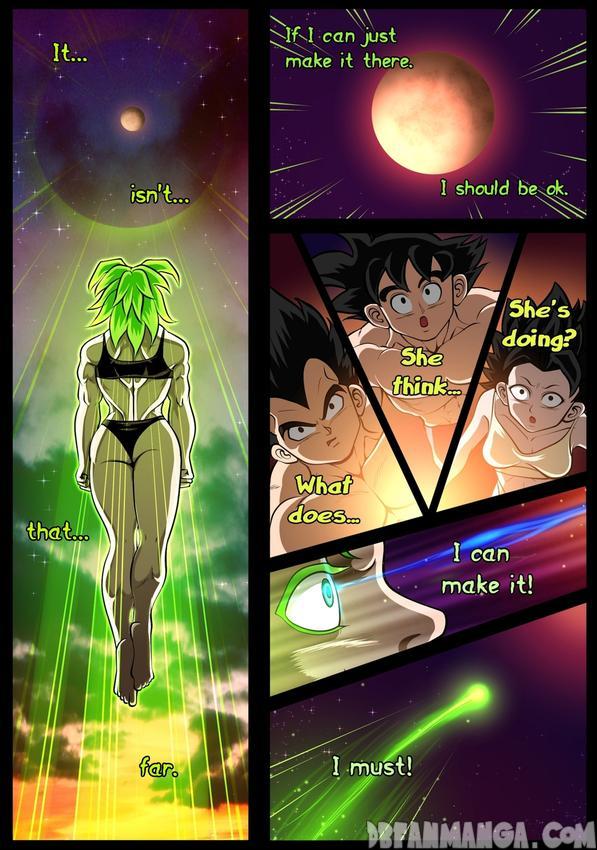 It...
isn't...
that...
far.
If I can just
make it there.
I should be ok.
What
does...
She
think...
She's
doing?
I can
make it!
I must!
DBFANMANGA.COM